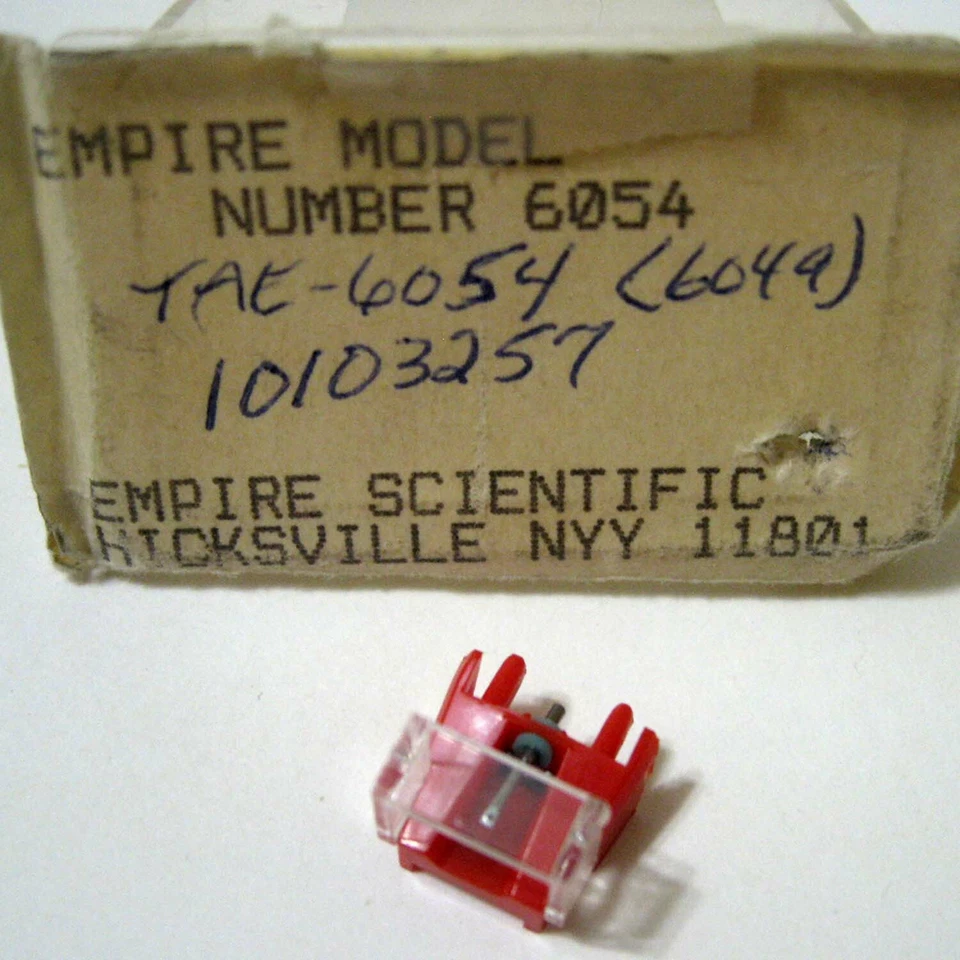 EMPIRE MODEL
NUMBER 6054
TAE-6054 (6049)
10103257
EMPIRE SCIENTIFIC
HICKSVILLE NYY 11801